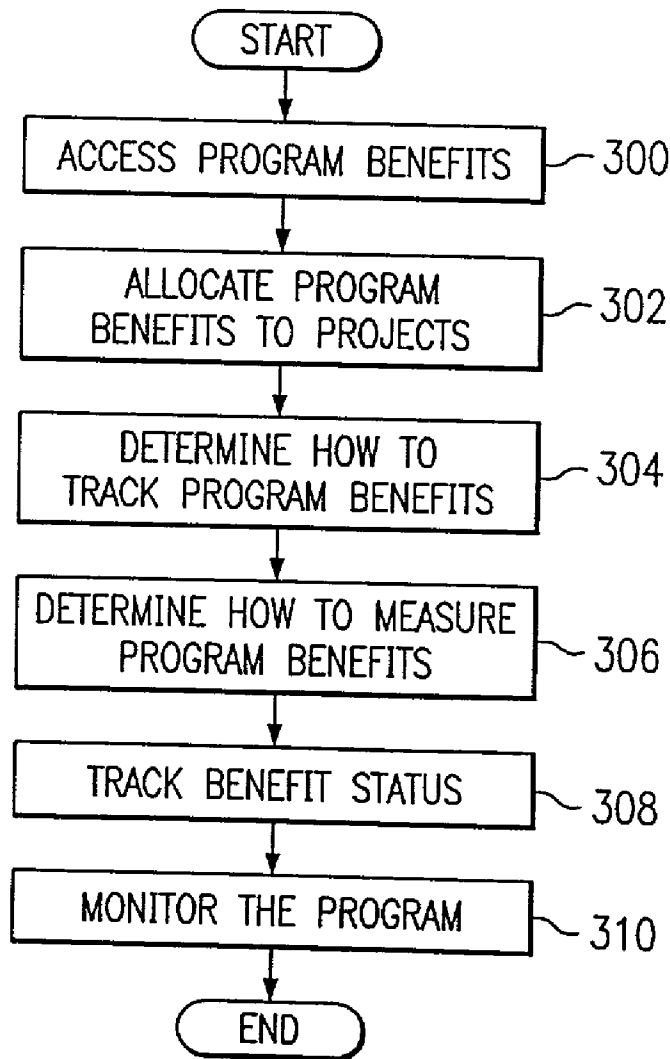 START
ACCESS PROGRAM BENEFITS
300
ALLOCATE PROGRAM
BENEFITS TO PROJECTS
302
DETERMINE HOW TO
TRACK PROGRAM BENEFITS
304
DETERMINE HOW TO MEASURE
PROGRAM BENEFITS
306
TRACK BENEFIT STATUS
308
MONITOR THE PROGRAM
310
END